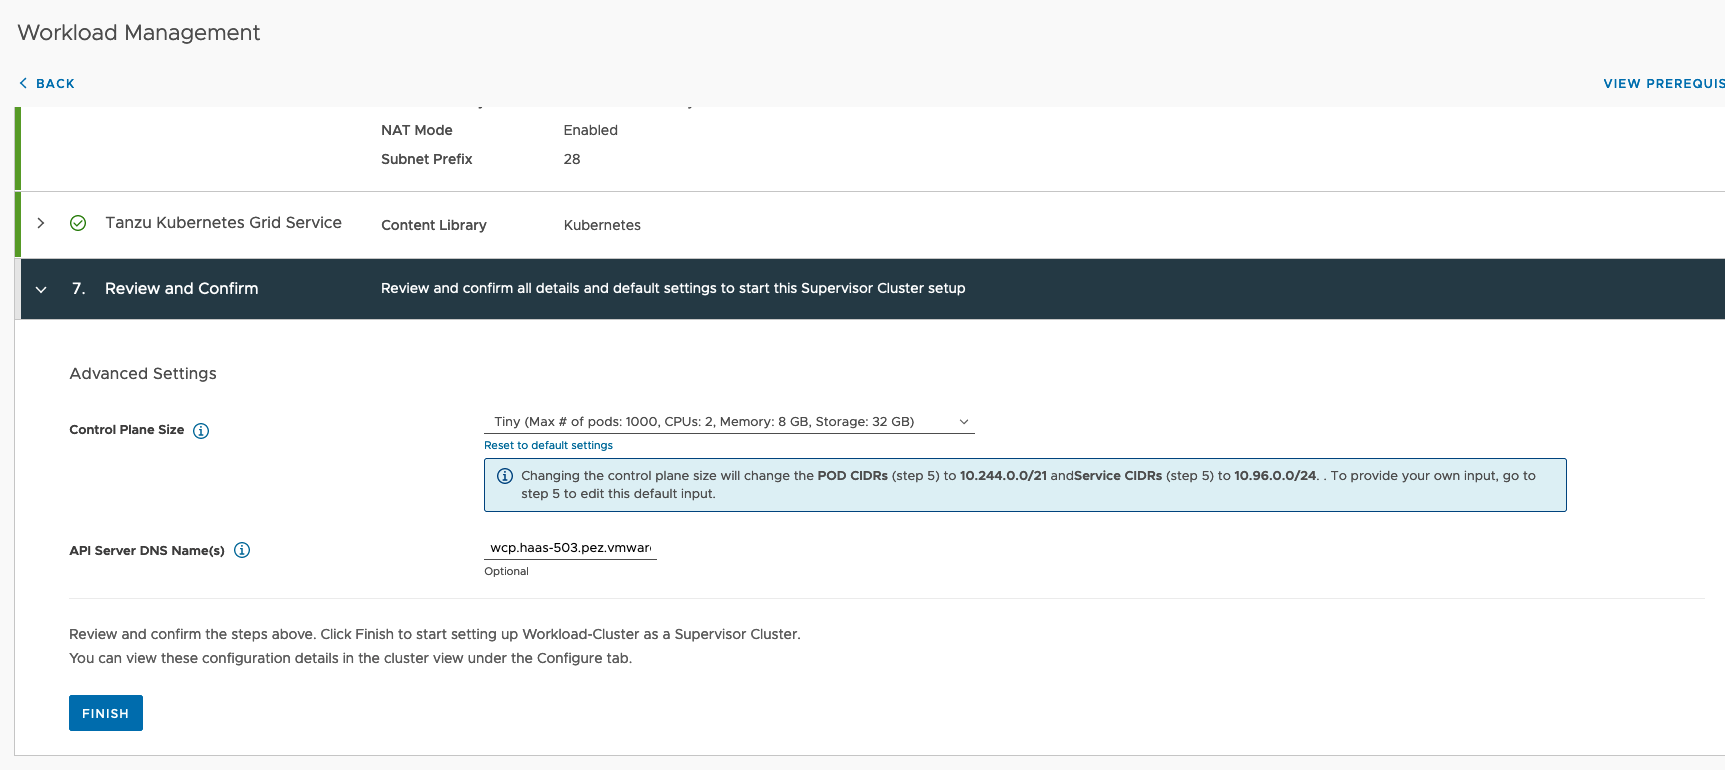 Workload Management
BACK
VIEW PREREQUIS
NAT Mode Enabled
Subnet Prefix 28
Tanzu Kubernetes Grid Service Content Library Kubernetes
7. Review and Confirm Review and confirm all details and default settings to start this Supervisor Cluster setup
Advanced Settings
Control Plane Size Tiny (Max # of pods: 1000, CPUs: 2, Memory: 8 GB, Storage: 32 GB)
Reset to default settings
Changing the control plane size will change the POD CIDRs (step 5) to 10.244.0.0/21 andService CIDRs (step 5) to 10.96.0.0/24. . To provide your own input, go to
step 5 to edit this default input.
API Server DNS Name(s) wcp.haas-503.pez.vmwar
Optional
Review and confirm the steps above. Click Finish to start setting up Workload-Cluster as a Supervisor Cluster.
You can view these configuration details in the cluster view under the Configure tab.
FINISH